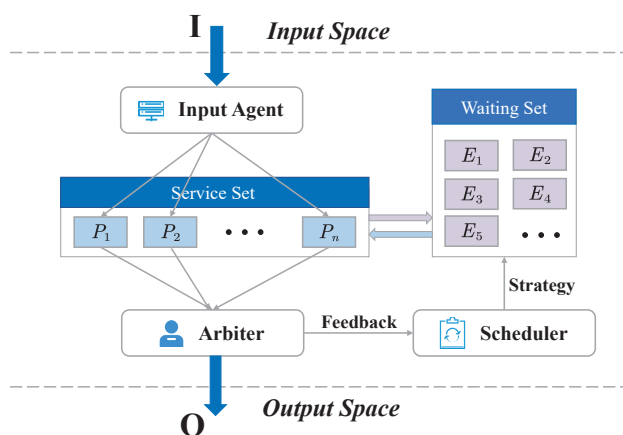 I
Input Space
Input Agent
Waiting Set
E₁ E₂
Service Set
E₃ E₄
P₁ P₂ • • • Pₙ
E₅ • • •
Strategy
Arbiter
Feedback
Scheduler
Output Space
O